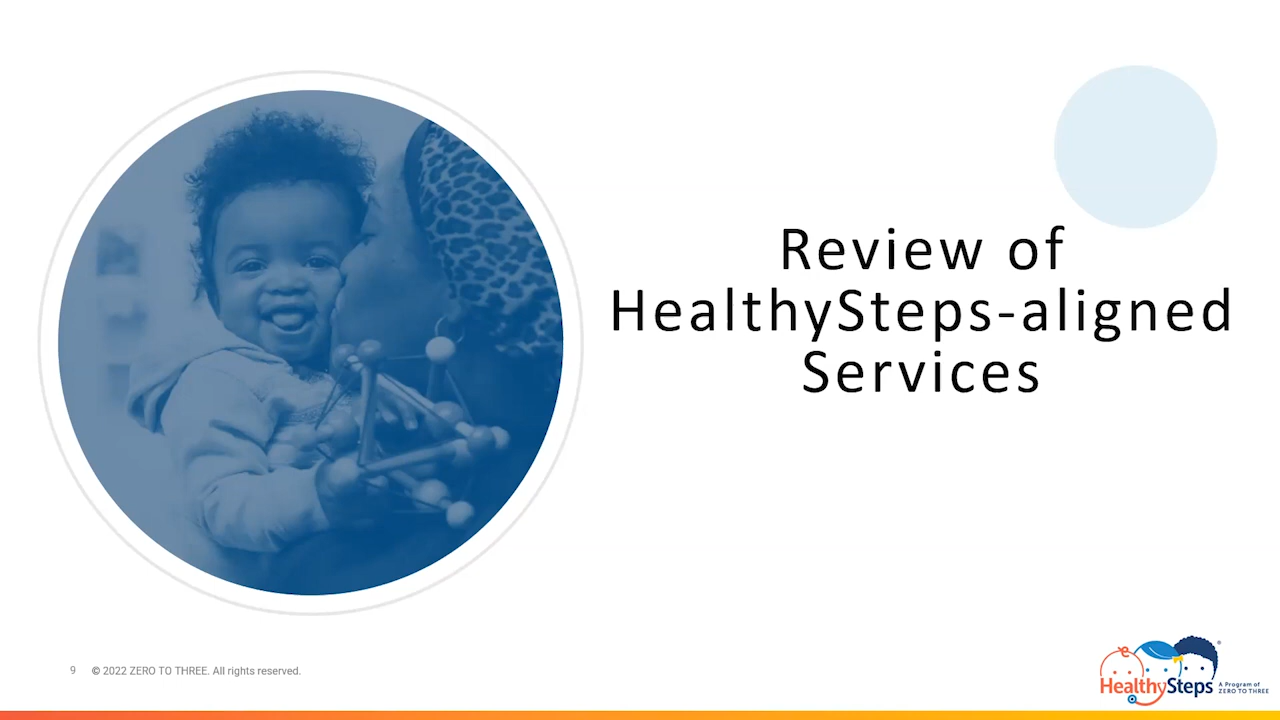 Review of
HealthySteps-aligned
Services
9 © 2022 ZERO TO THREE. All rights reserved.
HealthySteps®
A Program of
ZERO TO THREE